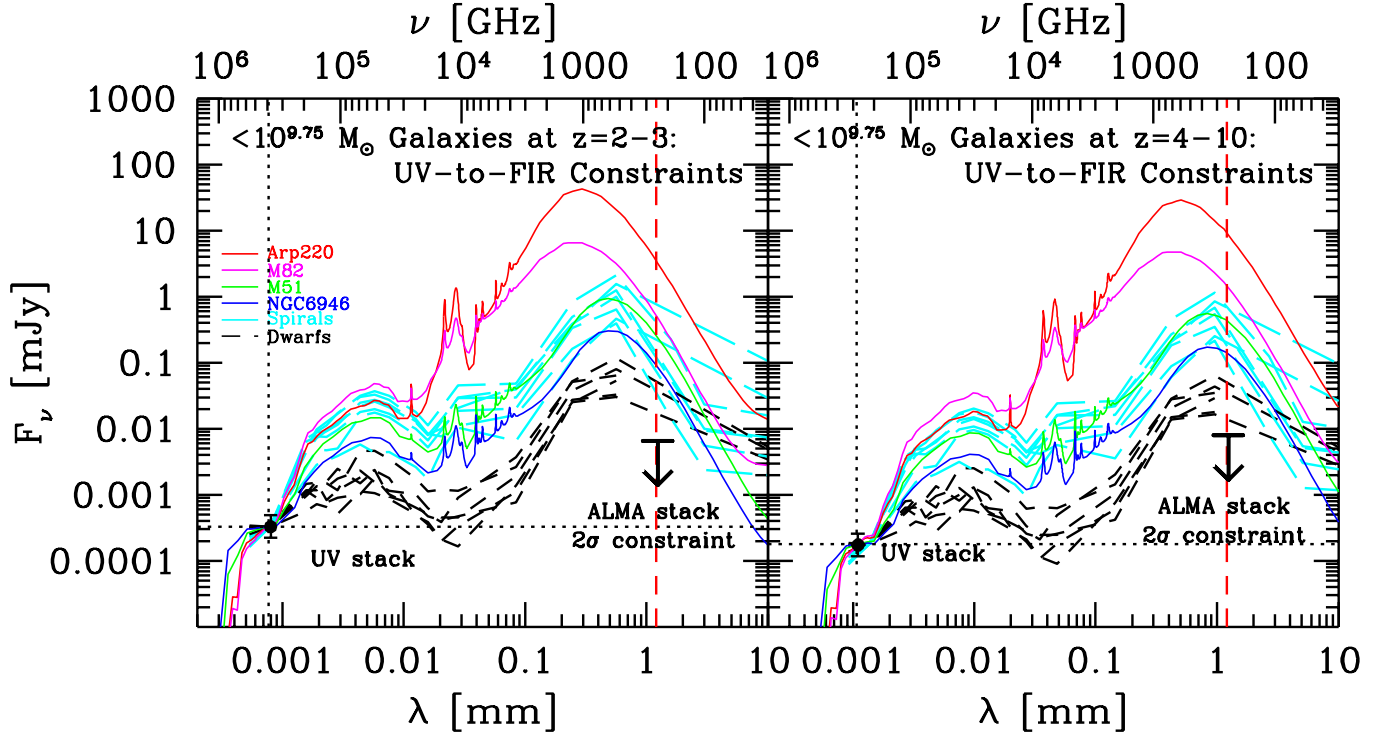 ν [GHz]
ν [GHz]
10⁶ 10⁵ 10⁴ 1000 100
10⁶ 10⁵ 10⁴ 1000 100
1000
100
10
1
0.1
0.01
0.001
0.0001
F_ν [mJy]
<10^9.75 M⊙ Galaxies at z=2−3:
UV−to−FIR Constraints
Arp220
M82
M51
NGC6946
Spirals
Dwarfs
UV stack
ALMA stack
2σ constraint
<10^9.75 M⊙ Galaxies at z=4−10:
UV−to−FIR Constraints
UV stack
ALMA stack
2σ constraint
0.001 0.01 0.1 1 10
0.001 0.01 0.1 1 10
λ [mm]
λ [mm]